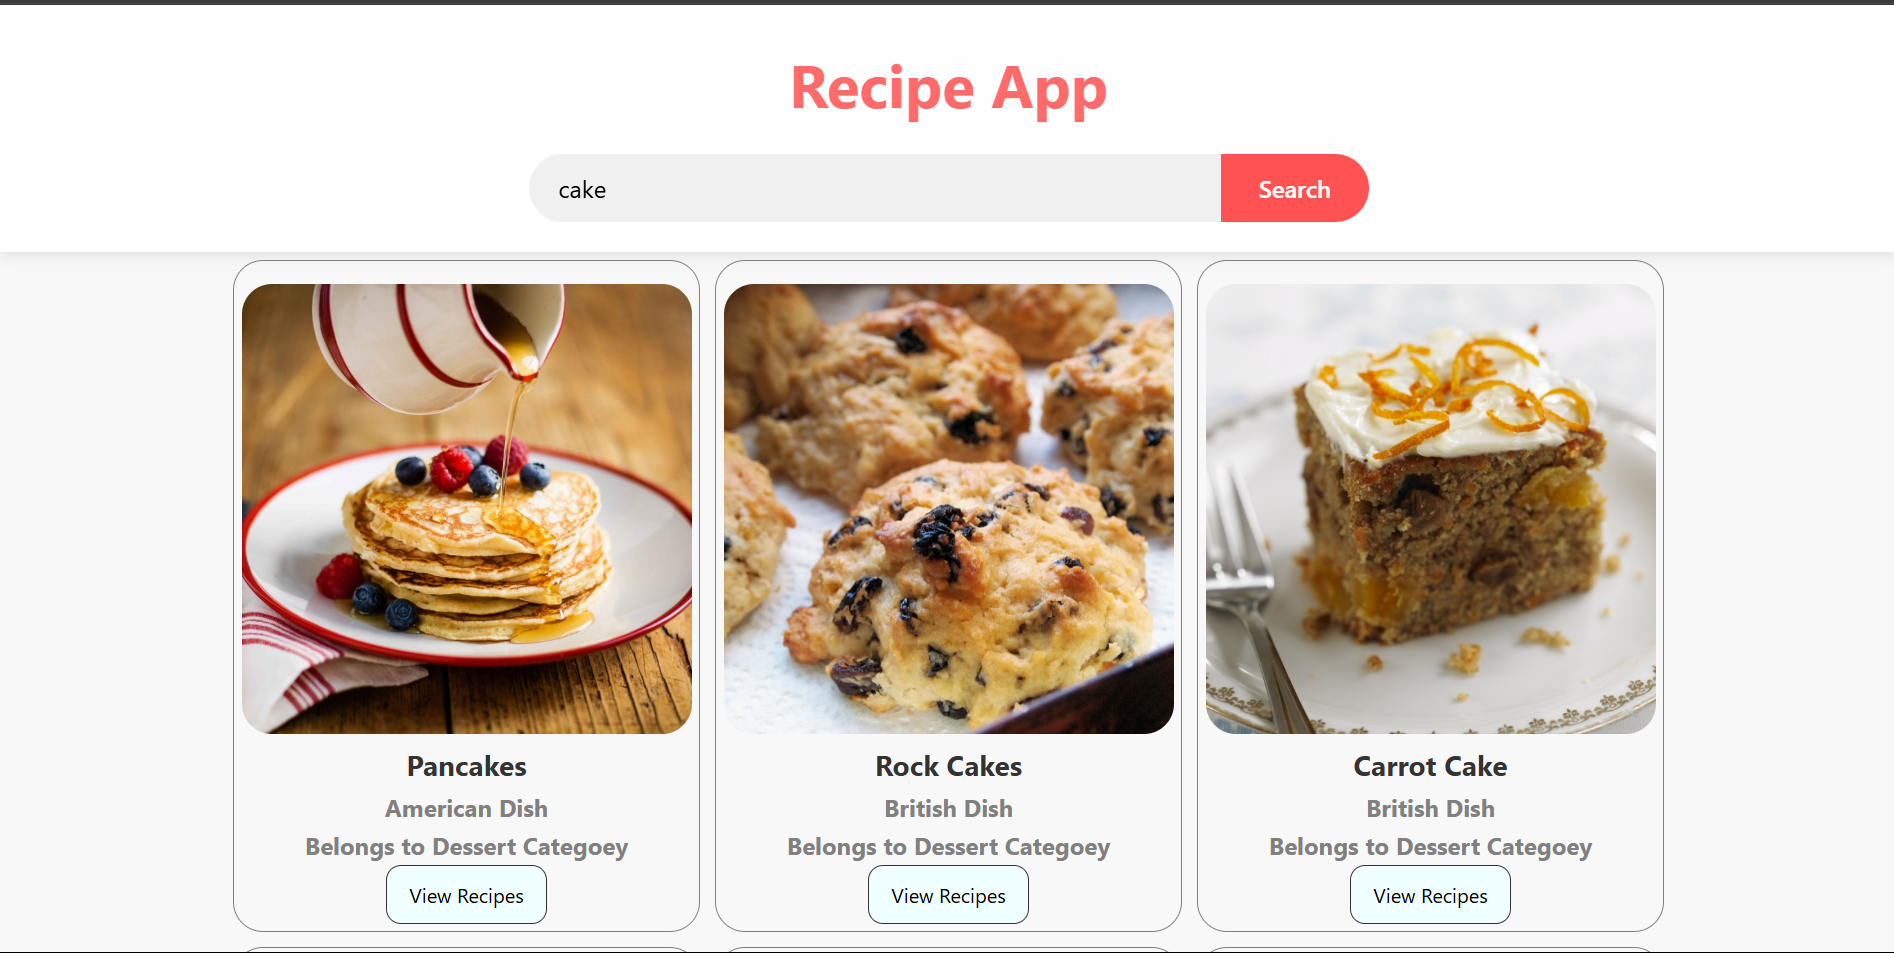 Recipe App
cake
Search
Pancakes
American Dish
Belongs to Dessert Categoey
View Recipes
Rock Cakes
British Dish
Belongs to Dessert Categoey
View Recipes
Carrot Cake
British Dish
Belongs to Dessert Categoey
View Recipes